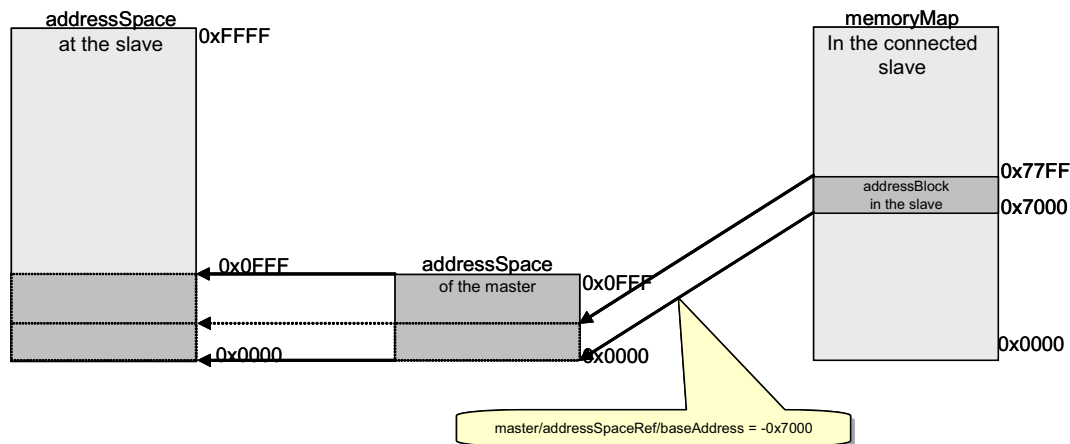 addressSpace
at the slave
0xFFFF
memoryMap
In the connected
slave
0x77FF
addressBlock
in the slave
0x7000
0x0FFF
addressSpace
of the master
0x0FFF
0x0000
0x0000
0x0000
master/addressSpaceRef/baseAddress = -0x7000